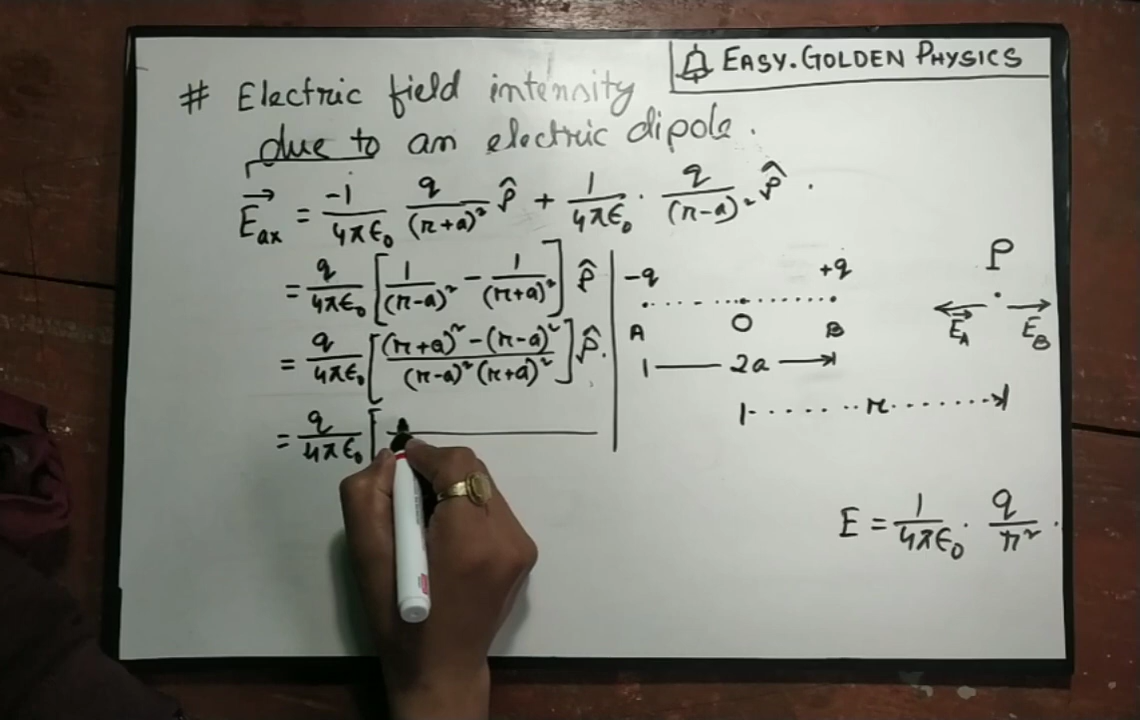 EASY.GOLDEN PHYSICS
# Electric field intensity
due to an electric dipole.
E⃗ax = -1/4πϵ₀ q/(r+a)² p̂ + 1/4πϵ₀ · q/(r-a)² p̂ .
= q/4πϵ₀ [1/(r-a)² - 1/(r+a)²] p̂
= q/4πϵ₀ [(r+a)² - (r-a)²/(r-a)² (r+a)²] p̂.
= q/4πϵ₀ [
-q +q P
A O B E⃗A E⃗B
2a
r
E = 1/4πϵ₀ · q/r² .